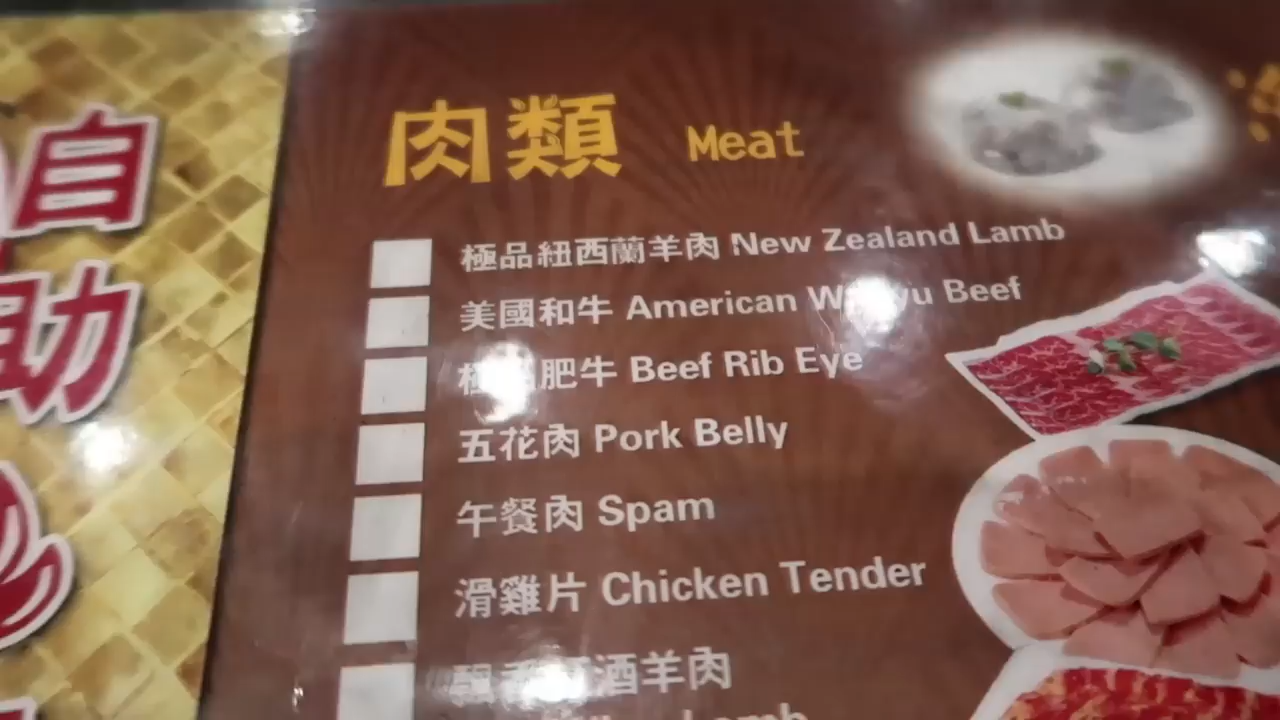 自助
肉類 Meat
極品紐西蘭羊肉 New Zealand Lamb
美國和牛 American Beef
肥牛 Beef Rib Eye
五花肉 Pork Belly
午餐肉 Spam
滑雞片 Chicken Tender
酒羊肉
Lamb